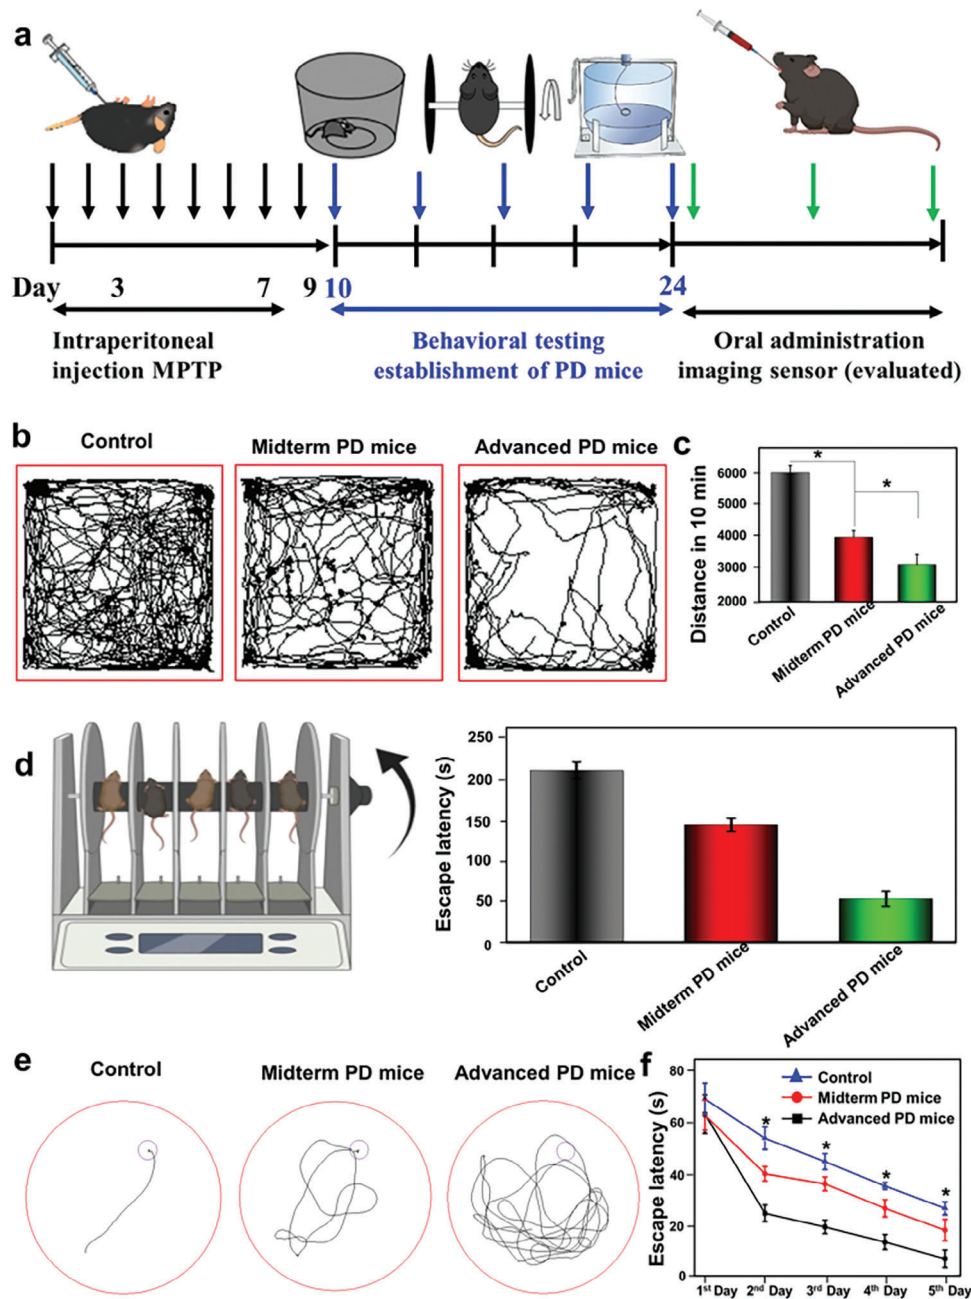 a
Day 3 7 9 10 24
Intraperitoneal
injection MPTP
Behavioral testing
establishment of PD mice
Oral administration
imaging sensor (evaluated)
b
Control
Midterm PD mice
Advanced PD mice
c
Distance in 10 min
6000
5000
4000
3000
2000
*
*
Control
Midterm PD mice
Advanced PD mice
d
Escape latency (s)
250
200
150
100
50
0
Control
Midterm PD mice
Advanced PD mice
e
Control
Midterm PD mice
Advanced PD mice
f
Escape latency (s)
80
60
40
20
0
Control
Midterm PD mice
Advanced PD mice
*
*
*
*
1st Day 2nd Day 3rd Day 4th Day 5th Day